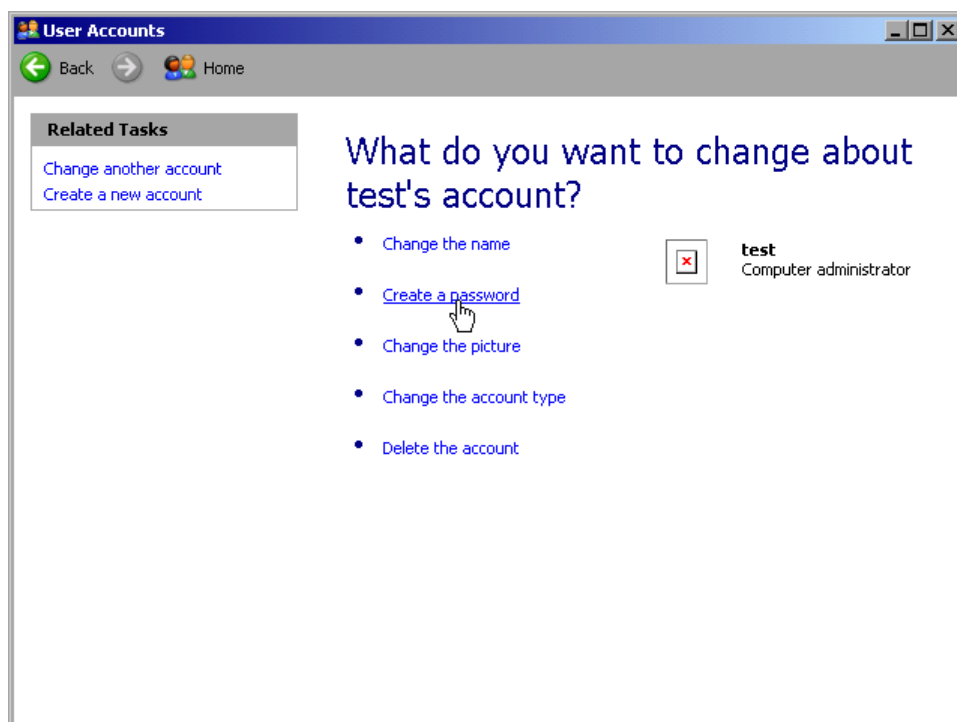 User Accounts
Back Home
Related Tasks
Change another account
Create a new account
What do you want to change about
test's account?
Change the name
Create a password
Change the picture
Change the account type
Delete the account
test
Computer administrator